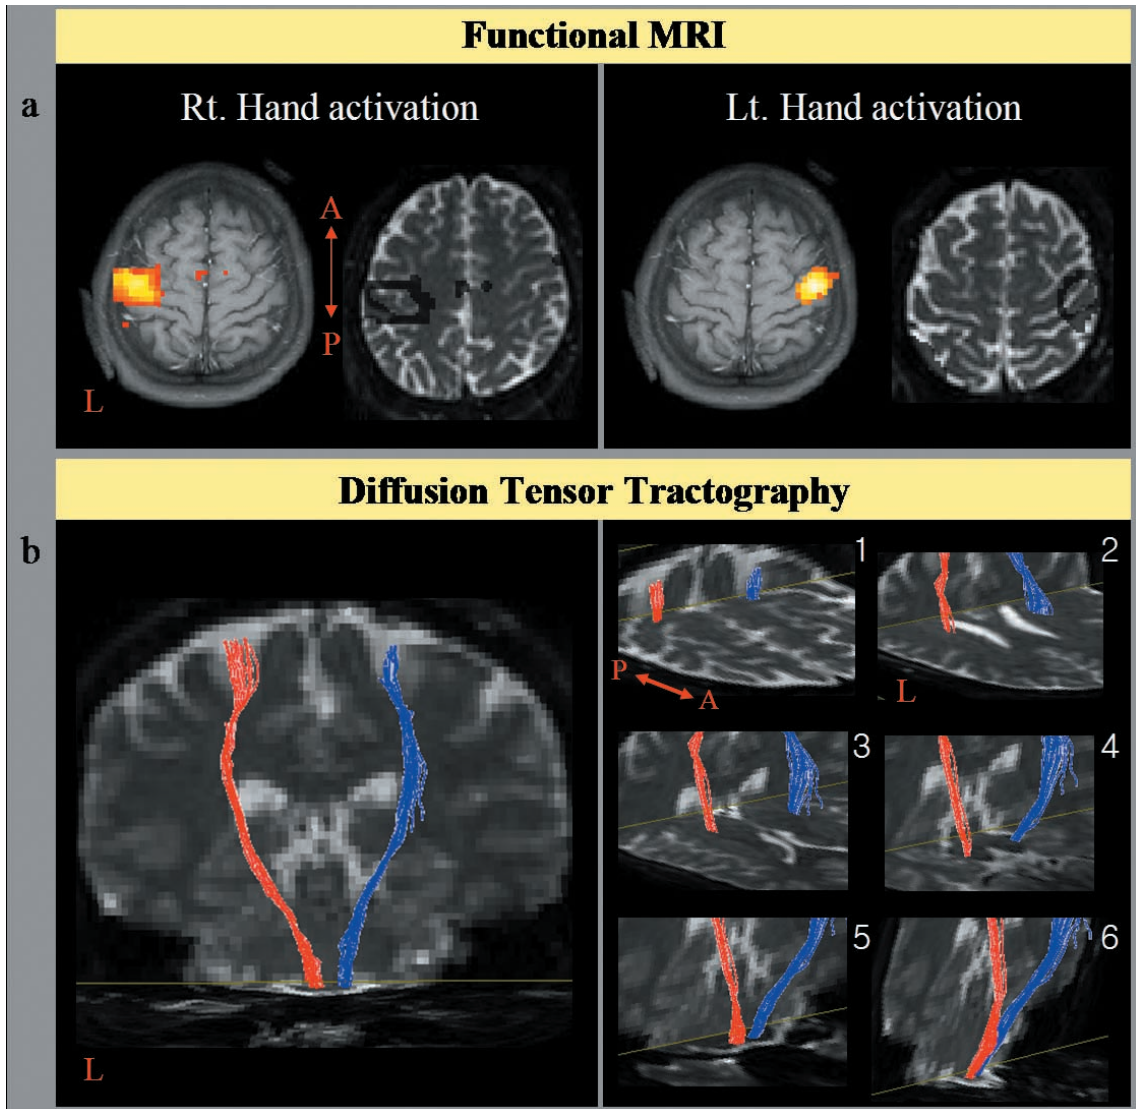 Functional MRI
a
Rt. Hand activation
Lt. Hand activation
A
P
L
Diffusion Tensor Tractography
b
L
1
2
P
A
L
3
4
5
6